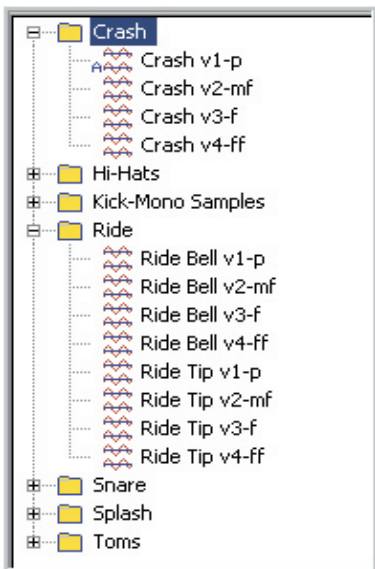 Crash
A Crash v1-p
Crash v2-mf
Crash v3-f
Crash v4-ff
Hi-Hats
Kick-Mono Samples
Ride
Ride Bell v1-p
Ride Bell v2-mf
Ride Bell v3-f
Ride Bell v4-ff
Ride Tip v1-p
Ride Tip v2-mf
Ride Tip v3-f
Ride Tip v4-ff
Snare
Splash
Toms